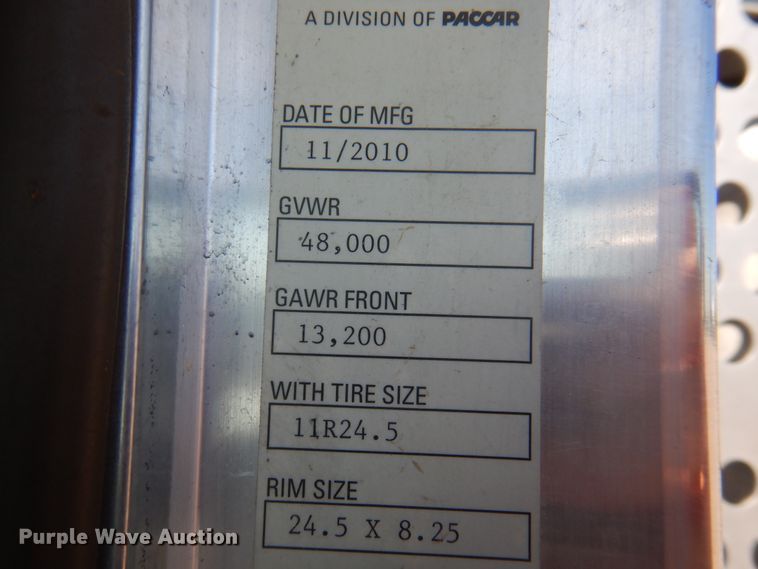 A DIVISION OF PACCAR
DATE OF MFG
11/2010
GVWR
48,000
GAWR FRONT
13,200
WITH TIRE SIZE
11R24.5
RIM SIZE
24.5 X 8.25
Purple Wave Auction®